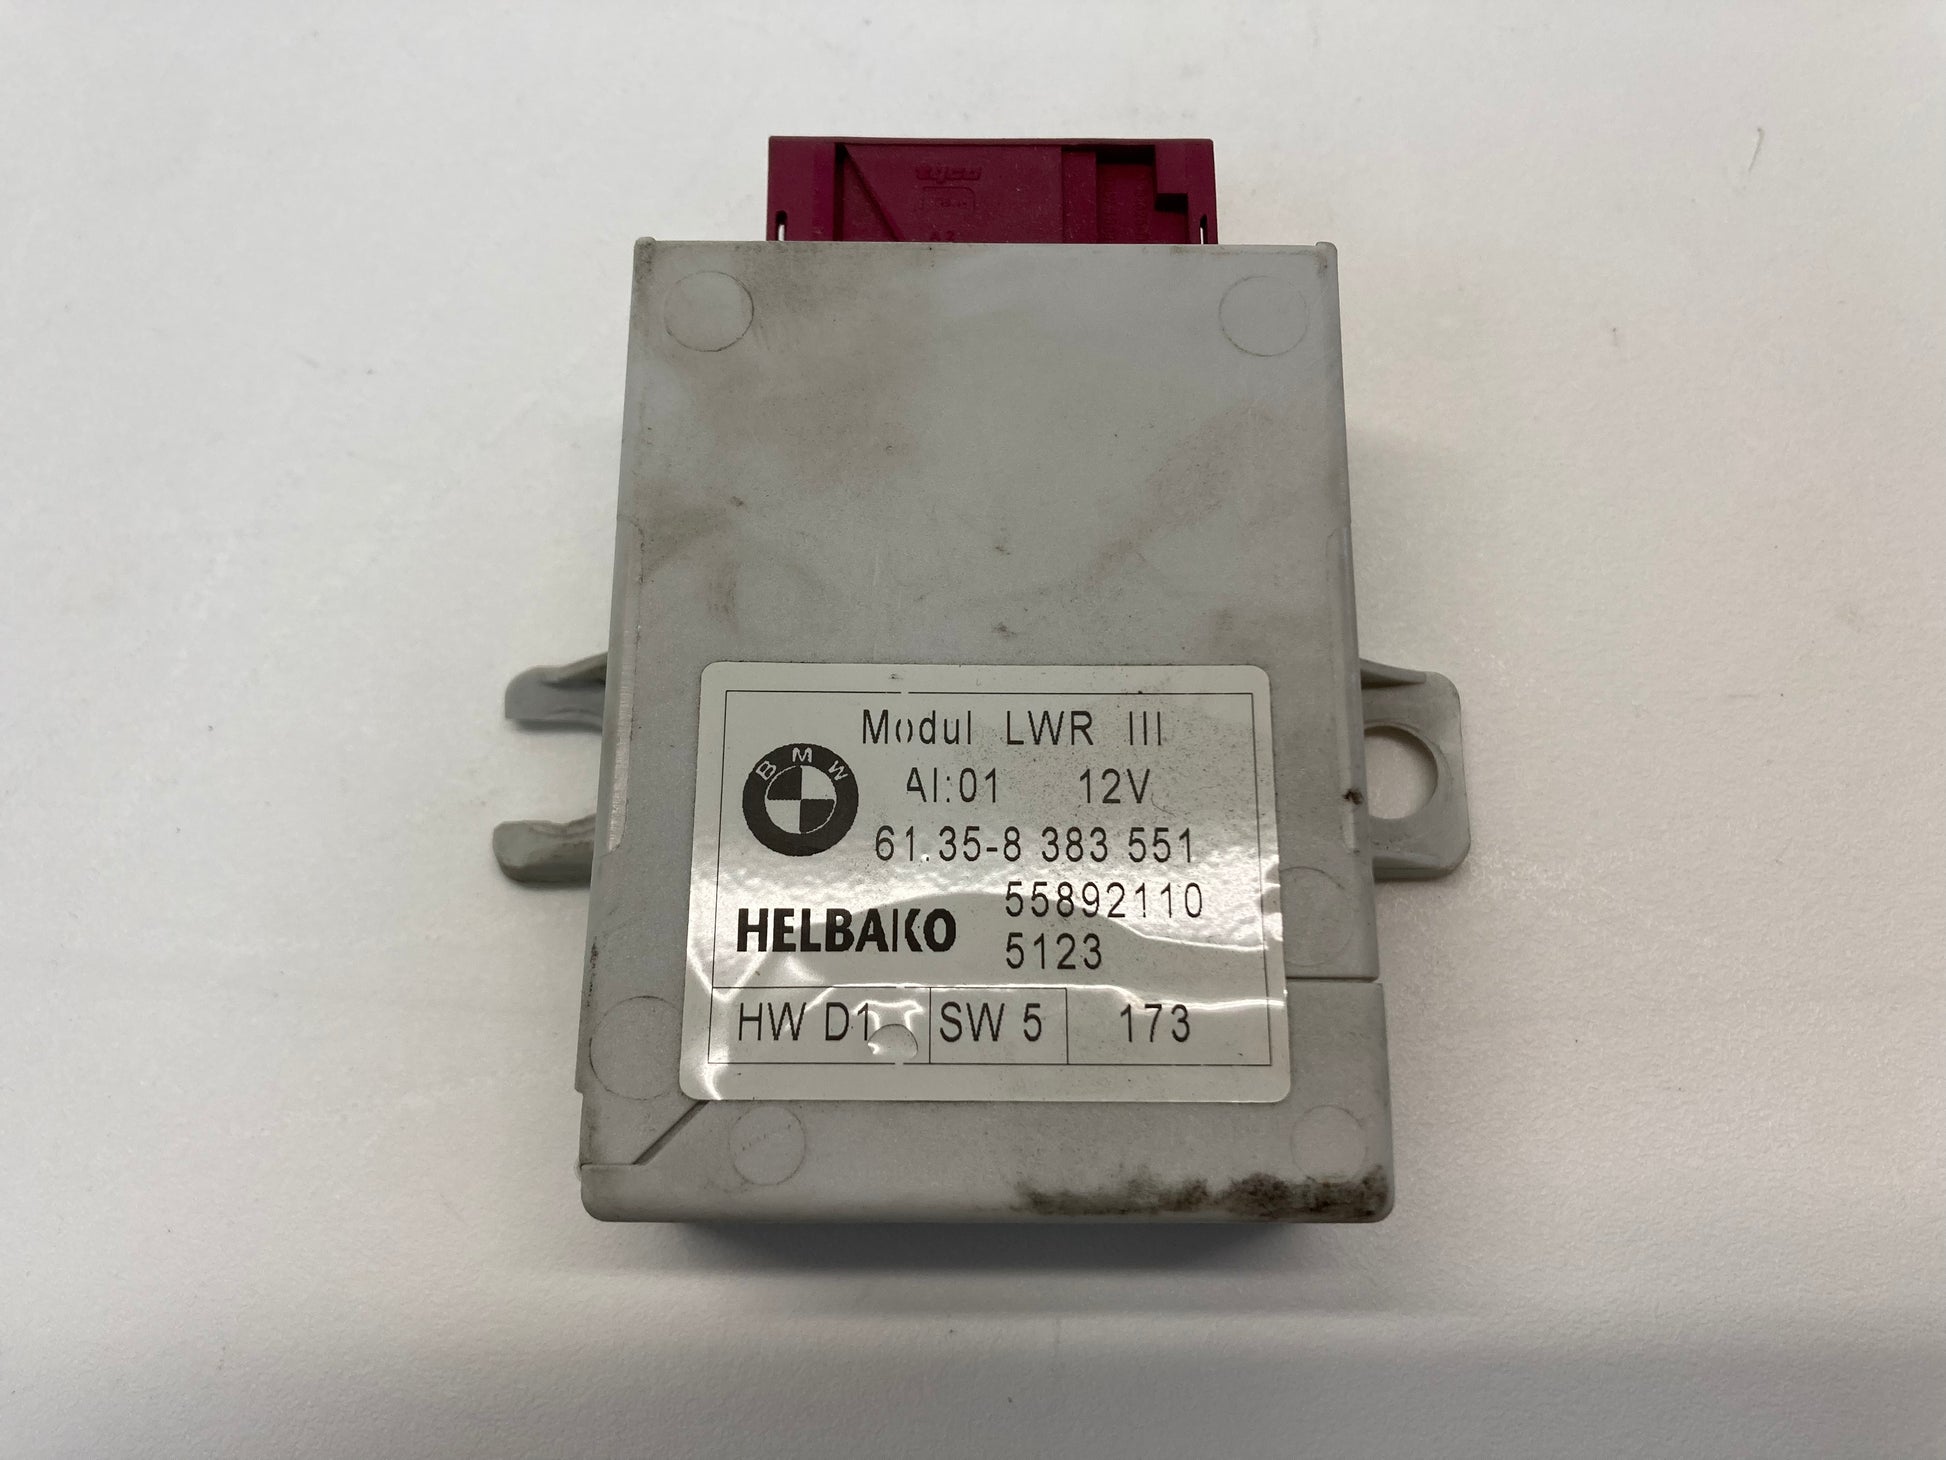 tyco
Modul LWR III
BMW
AI:01 12V
61.35-8 383 551
55892110
HELBAKO
5123
HW D1 SW 5 173